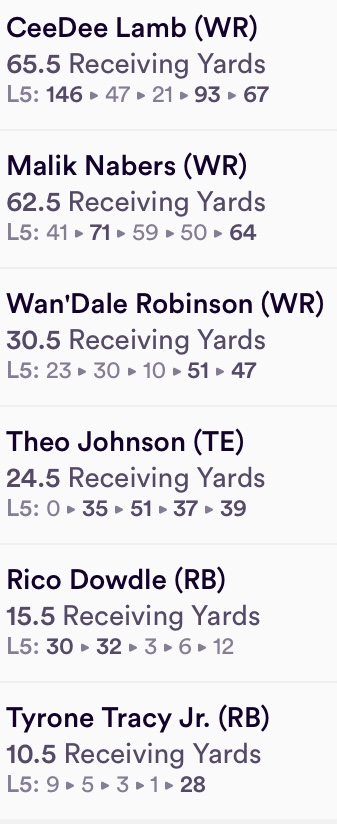 CeeDee Lamb (WR)
65.5 Receiving Yards
L5: 146 ▸ 47 ▸ 21 ▸ 93 ▸ 67
Malik Nabers (WR)
62.5 Receiving Yards
L5: 41 ▸ 71 ▸ 59 ▸ 50 ▸ 64
Wan'Dale Robinson (WR)
30.5 Receiving Yards
L5: 23 ▸ 30 ▸ 10 ▸ 51 ▸ 47
Theo Johnson (TE)
24.5 Receiving Yards
L5: 0 ▸ 35 ▸ 51 ▸ 37 ▸ 39
Rico Dowdle (RB)
15.5 Receiving Yards
L5: 30 ▸ 32 ▸ 3 ▸ 6 ▸ 12
Tyrone Tracy Jr. (RB)
10.5 Receiving Yards
L5: 9 ▸ 5 ▸ 3 ▸ 1 ▸ 28